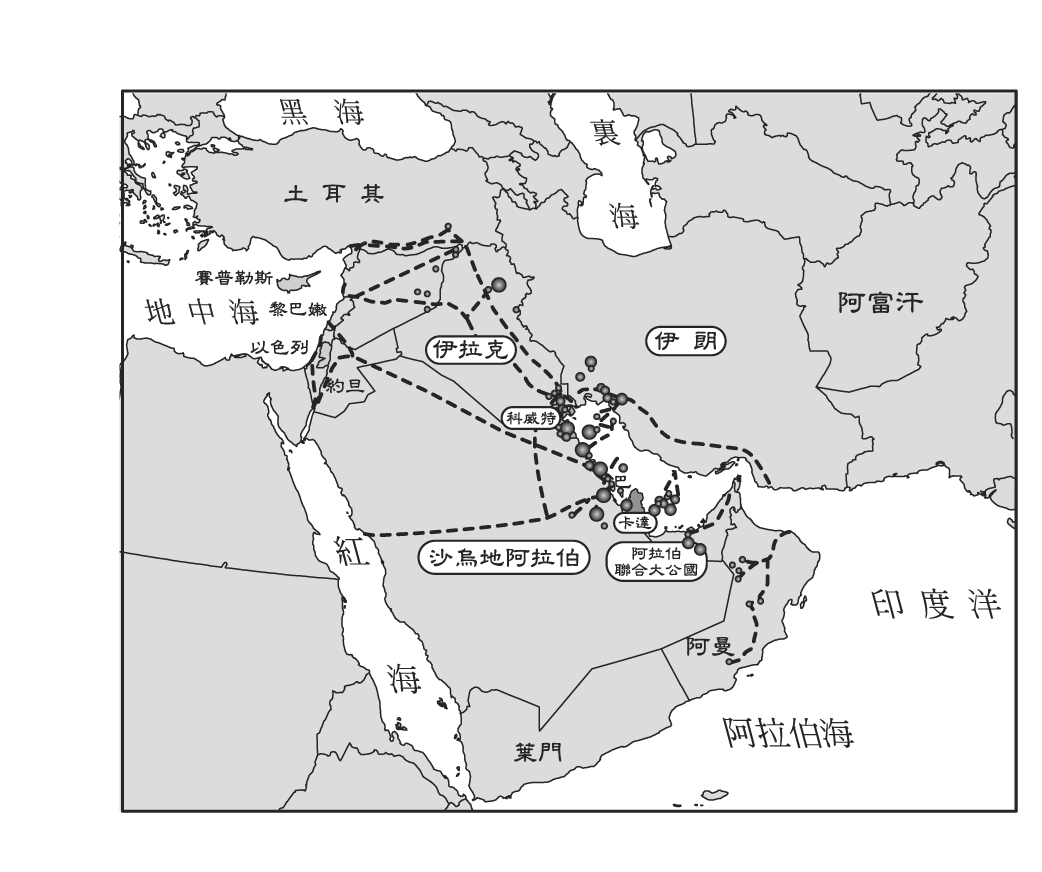 黑海
裏海
土耳其
賽普勒斯
地中海
黎巴嫩
以色列
約旦
伊拉克
伊朗
阿富汗
科威特
巴
卡達
紅海
沙烏地阿拉伯
阿拉伯
聯合大公國
印度洋
阿曼
葉門
阿拉伯海